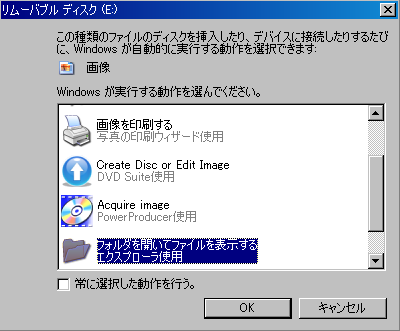 リムーバブル ディスク (E:)
この種類のファイルのディスクを挿入したり、デバイスに接続したりするたび
に、Windows が自動的に実行する動作を選択できます:
画像
Windows が実行する動作を選んでください。
画像を印刷する
写真の印刷ウィザード使用
Create Disc or Edit Image
DVD Suite使用
Acquire image
PowerProducer使用
フォルダを開いてファイルを表示する
エクスプローラ使用
常に選択した動作を行う。
OK
キャンセル